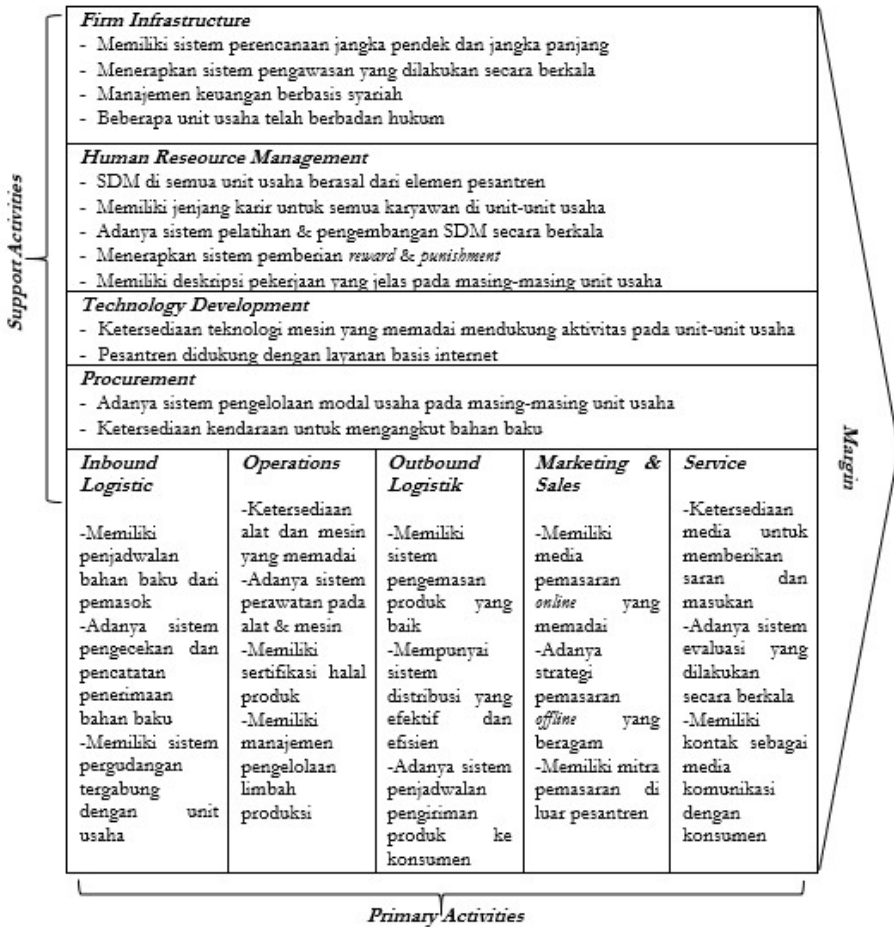 Firm Infrastructure
- Memiliki sistem perencanaan jangka pendek dan jangka panjang
- Menerapkan sistem pengawasan yang dilakukan secara berkala
- Manajemen keuangan berbasis syariah
- Beberapa unit usaha telah berbadan hukum
Human Reseource Management
- SDM di semua unit usaha berasal dari elemen pesantren
- Memiliki jenjang karir untuk semua karyawan di unit-unit usaha
- Adanya sistem pelatihan & pengembangan SDM secara berkala
- Menerapkan sistem pemberian reward & punishment
- Memiliki deskripsi pekerjaan yang jelas pada masing-masing unit usaha
Technology Development
- Ketersediaan teknologi mesin yang memadai mendukung aktivitas pada unit-unit usaha
- Pesantren didukung dengan layanan basis internet
Procurement
- Adanya sistem pengelolaan modal usaha pada masing-masing unit usaha
- Ketersediaan kendaraan untuk mengangkut bahan baku
Support Activities
Inbound
Logistic
-Memiliki
penjadwalan
bahan baku dari
pemasok
-Adanya sistem
pengecekan dan
pencatatan
penerimaan
bahan baku
-Memiliki sistem
pergudangan
tergabung
dengan unit
usaha
Operations
-Ketersediaan
alat dan mesin
yang memadai
-Adanya sistem
perawatan pada
alat & mesin
-Memiliki
sertifikasi halal
produk
-Memiliki
manajemen
pengelolaan
limbah
produksi
Outbound
Logistik
-Memiliki
sistem
pengemasan
produk yang
baik
-Mempunyai
sistem
distribusi yang
efektif dan
efisien
-Adanya sistem
penjadwalan
pengiriman
produk ke
konsumen
Marketing &
Sales
-Memiliki
media
pemasaran
online yang
memadai
-Adanya
strategi
pemasaran
offline yang
beragam
-Memiliki mitra
pemasaran di
luar pesantren
Service
-Ketersediaan
media untuk
memberikan
saran dan
masukan
-Adanya sistem
evaluasi yang
dilakukan
secara berkala
-Memiliki
kontak sebagai
media
komunikasi
dengan
konsumen
Margin
Primary Activities